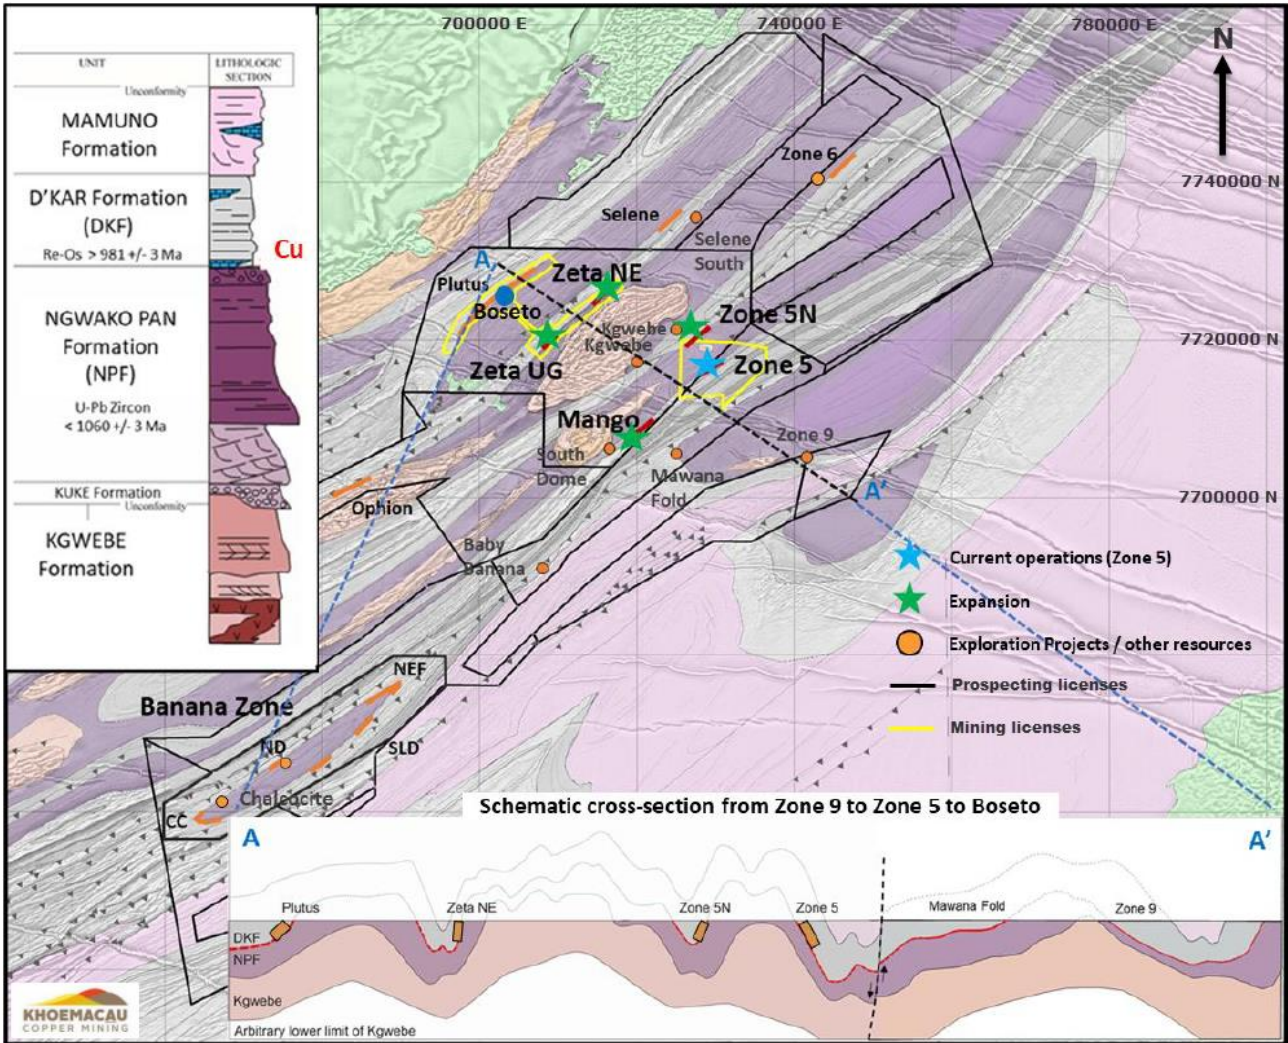 700000 E
740000 E
780000 E
N
7740000 N
7720000 N
7700000 N
UNIT
LITHOLOGIC
SECTION
Unconformity
MAMUNO
Formation
D'KAR Formation
(DKF)
Re-Os > 981 +/- 3 Ma
Cu
NGWAKO PAN
Formation
(NPF)
U-Pb Zircon
< 1060 +/- 3 Ma
KUKE Formation
Unconformity
KGWEBE
Formation
Zone 6
Selene
Selene
South
A
Plutus
Zeta NE
Boseto
Kgwebe
Kgwebe
Zone 5N
Zeta UG
Zone 5
Mango
South
Dome
Zone 9
Mawana
Fold
A'
Ophion
Baby
Banana
Current operations (Zone 5)
Expansion
Exploration Projects / other resources
Prospecting licenses
Mining licenses
NEF
Banana Zone
ND
SLD
Chalcocite
CC
Schematic cross-section from Zone 9 to Zone 5 to Boseto
A
A'
Plutus
Zeta NE
Zone 5N
Zone 5
Mawana Fold
Zone 9
DKF
NPF
Kgwebe
Arbitrary lower limit of Kgwebe
KHOEMACAU
COPPER MINING